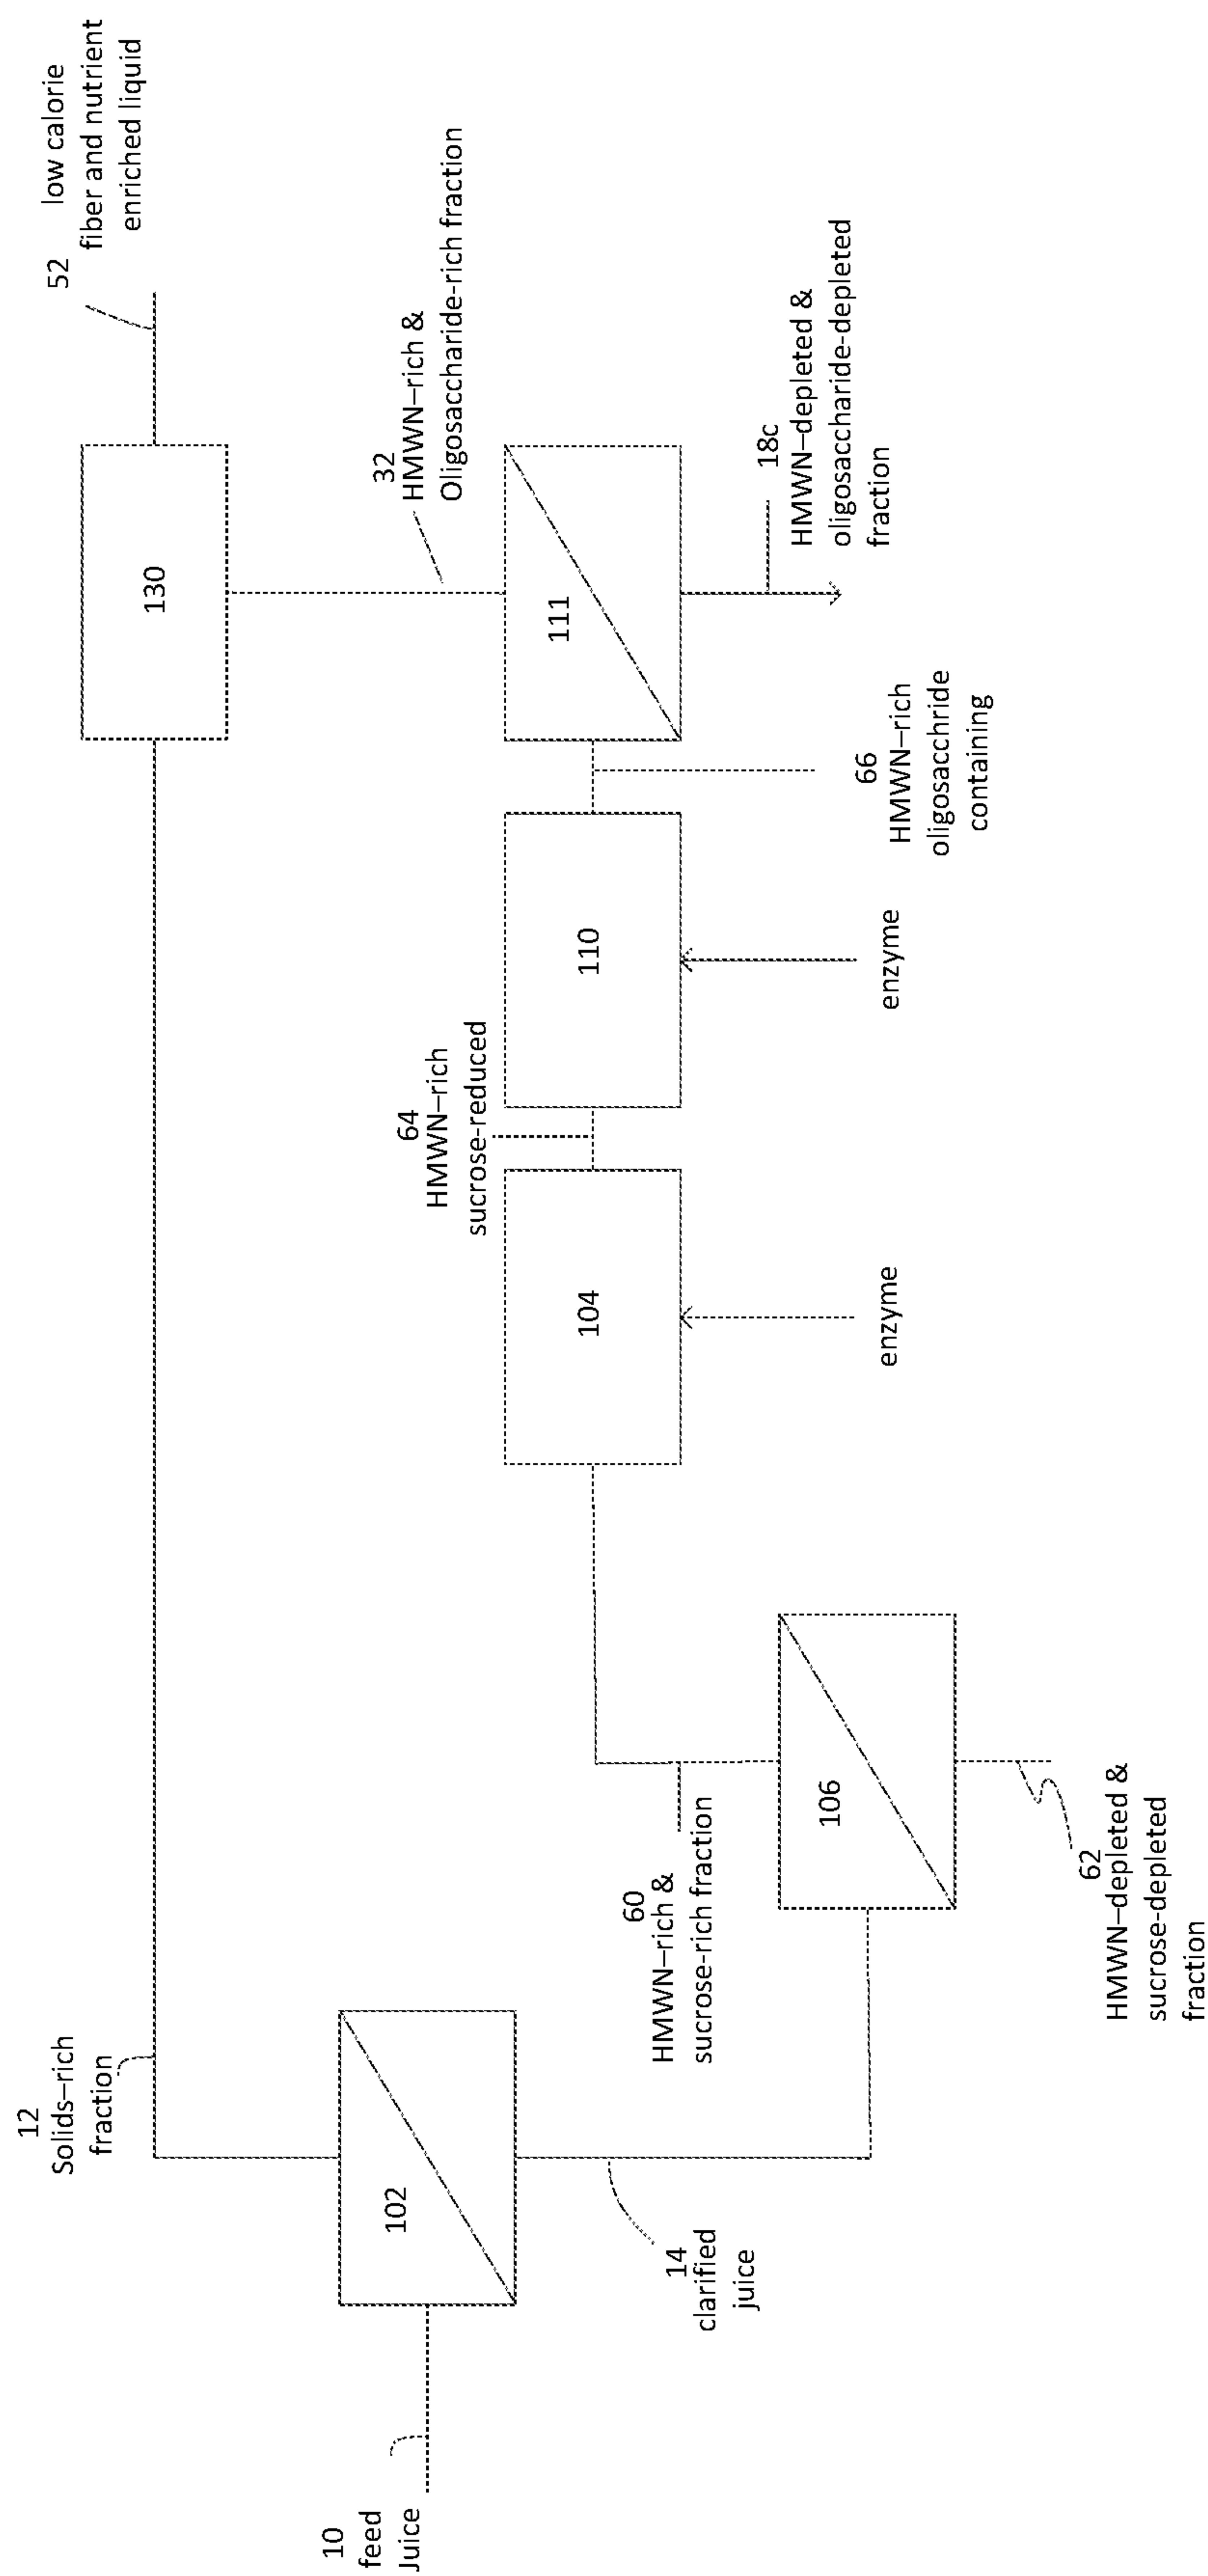 12
Solids–rich
fraction
52
low calorie
fiber and nutrient
enriched liquid
130
10
feed
Juice
102
14
clarified
juice
60
HMWN–rich &
sucrose-rich fraction
106
62
HMWN–depleted &
sucrose-depleted
fraction
104
enzyme
64
HMWN–rich
sucrose-reduced
110
enzyme
66
HMWN–rich
oligosacchride
containing
111
32
HMWN–rich &
Oligosaccharide-rich fraction
18c
HMWN–depleted &
oligosaccharide-depleted
fraction